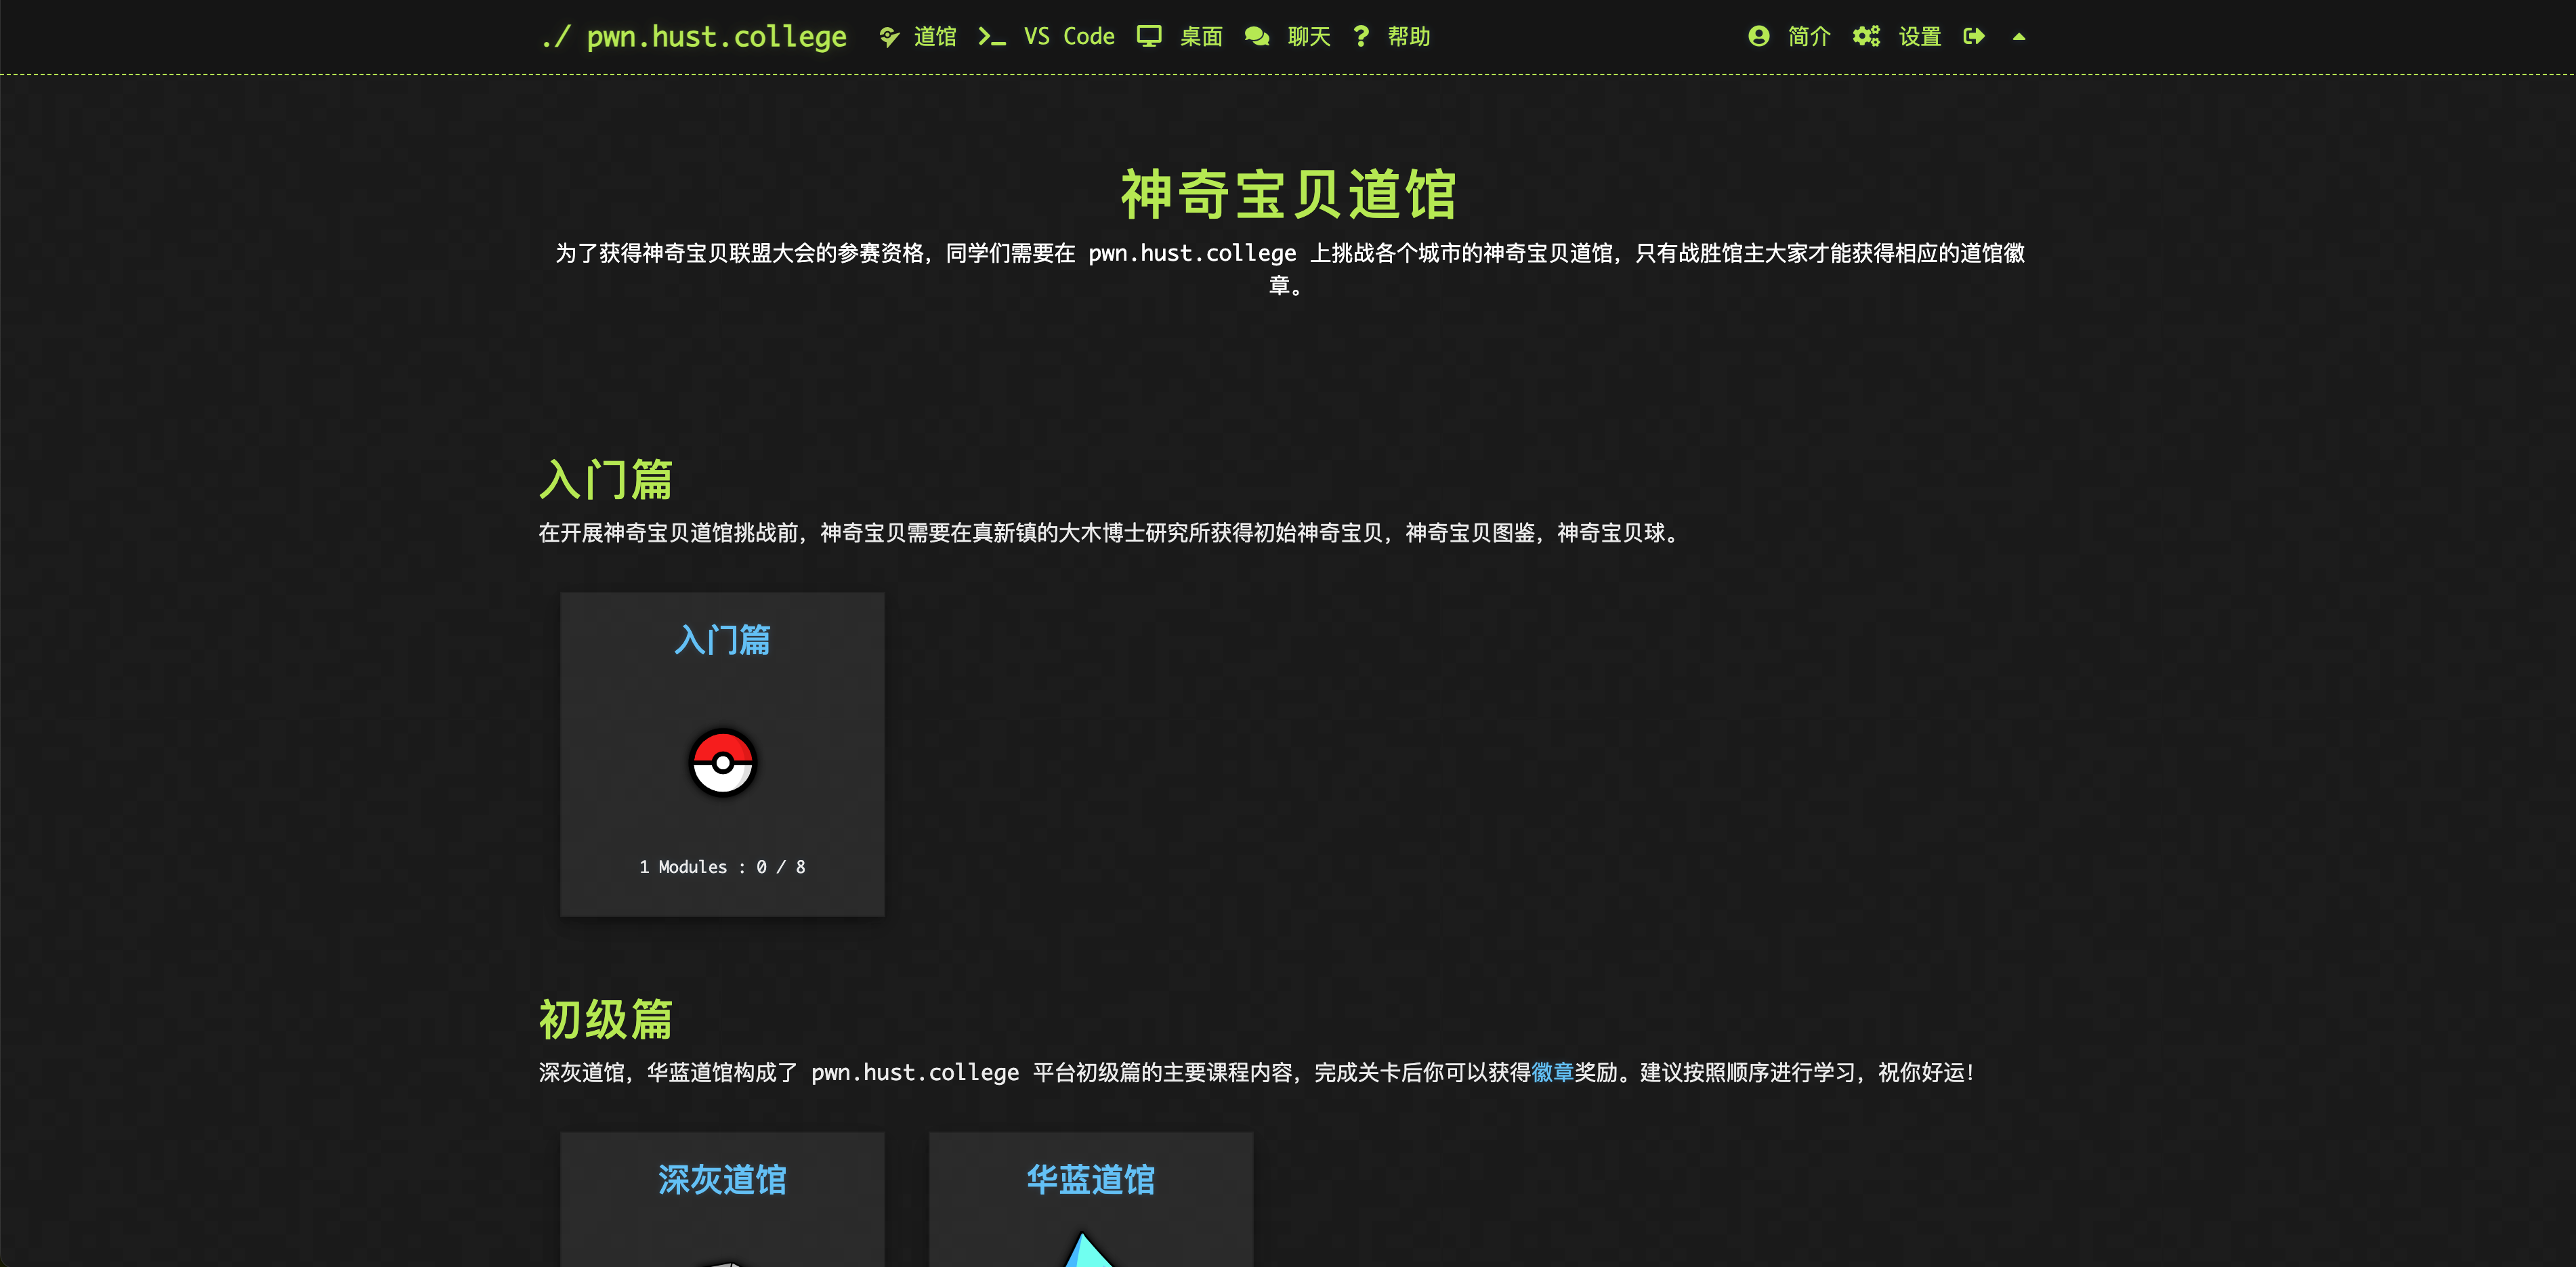 ./ pwn.hust.college 道馆 VS Code 桌面 聊天 帮助 简介 设置
神奇宝贝道馆
为了获得神奇宝贝联盟大会的参赛资格，同学们需要在 pwn.hust.college 上挑战各个城市的神奇宝贝道馆，只有战胜馆主大家才能获得相应的道馆徽
章。
入门篇
在开展神奇宝贝道馆挑战前，神奇宝贝需要在真新镇的大木博士研究所获得初始神奇宝贝，神奇宝贝图鉴，神奇宝贝球。
入门篇
1 Modules : 0 / 8
初级篇
深灰道馆，华蓝道馆构成了 pwn.hust.college 平台初级篇的主要课程内容，完成关卡后你可以获得徽章奖励。建议按照顺序进行学习，祝你好运！
深灰道馆 华蓝道馆